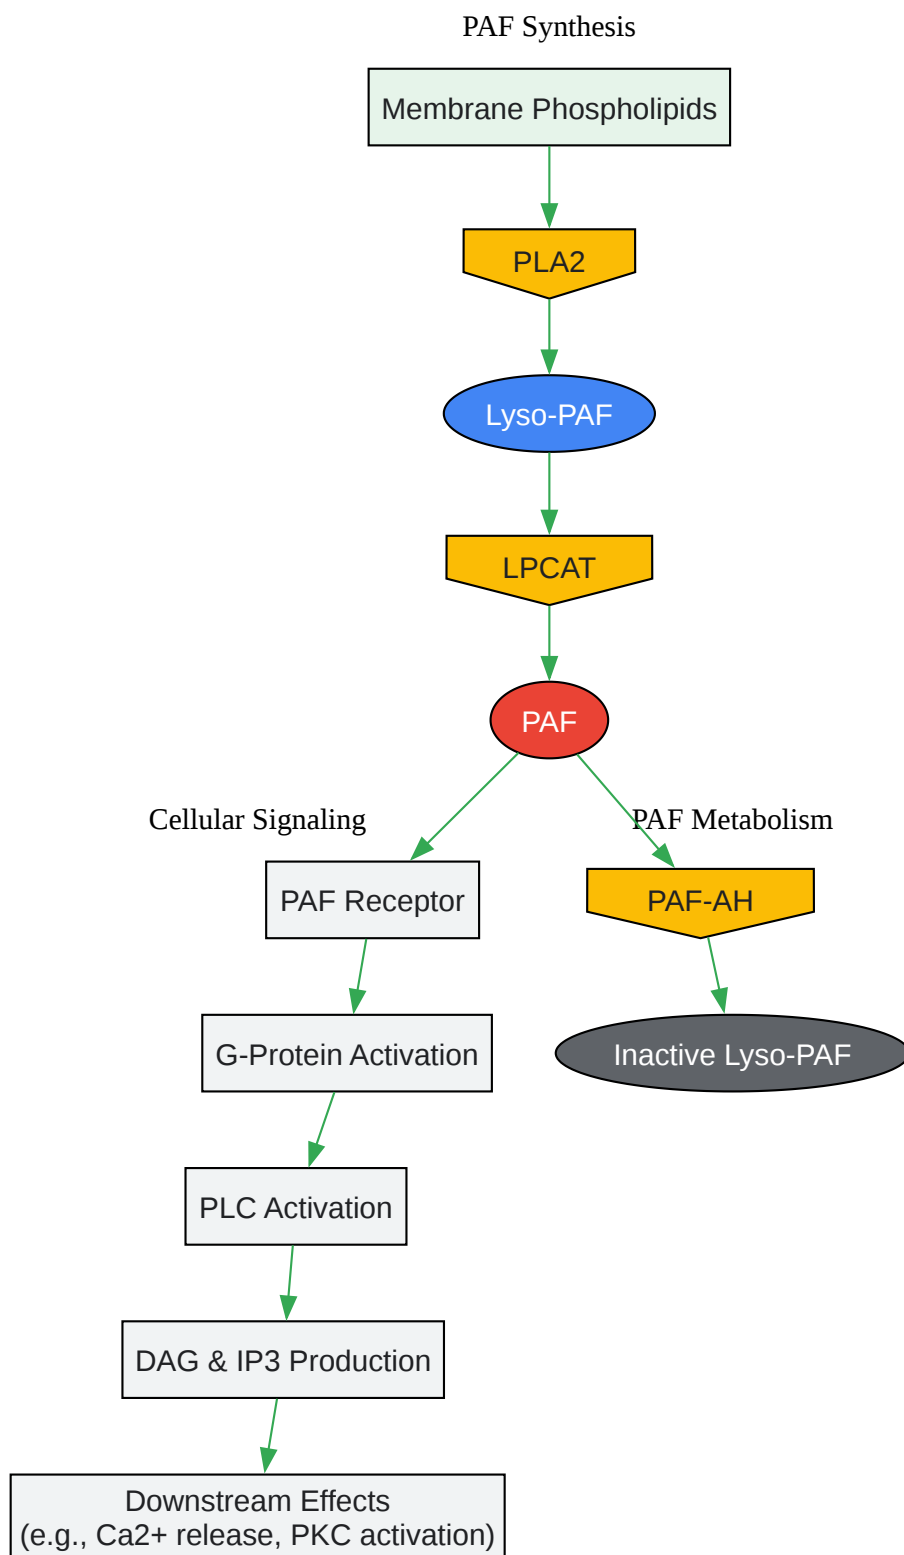 PAF Synthesis
Membrane Phospholipids
PLA2
Lyso-PAF
LPCAT
PAF
Cellular Signaling
PAF Metabolism
PAF Receptor
PAF-AH
G-Protein Activation
Inactive Lyso-PAF
PLC Activation
DAG & IP3 Production
Downstream Effects
(e.g., Ca2+ release, PKC activation)